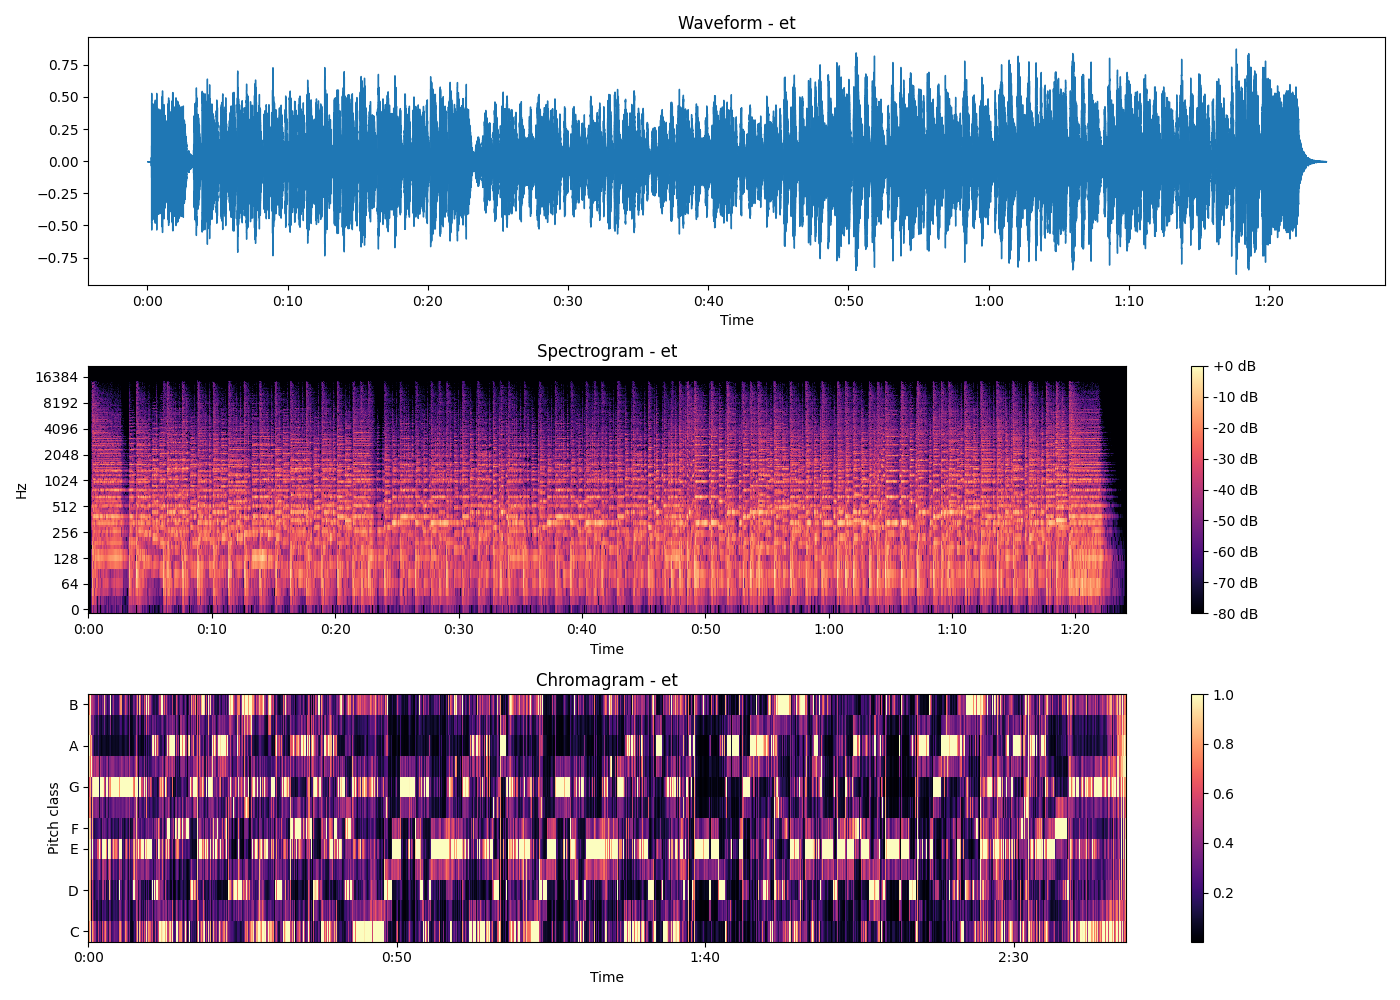 Waveform - et
0.75
0.50
0.25
0.00
−0.25
−0.50
−0.75
0:00 0:10 0:20 0:30 0:40 0:50 1:00 1:10 1:20
Time
Spectrogram - et
Hz
16384
8192
4096
2048
1024
512
256
128
64
0
0:00 0:10 0:20 0:30 0:40 0:50 1:00 1:10 1:20
Time
+0 dB
-10 dB
-20 dB
-30 dB
-40 dB
-50 dB
-60 dB
-70 dB
-80 dB
Chromagram - et
Pitch class
B
A
G
F
E
D
C
0:00 0:50 1:40 2:30
Time
1.0
0.8
0.6
0.4
0.2